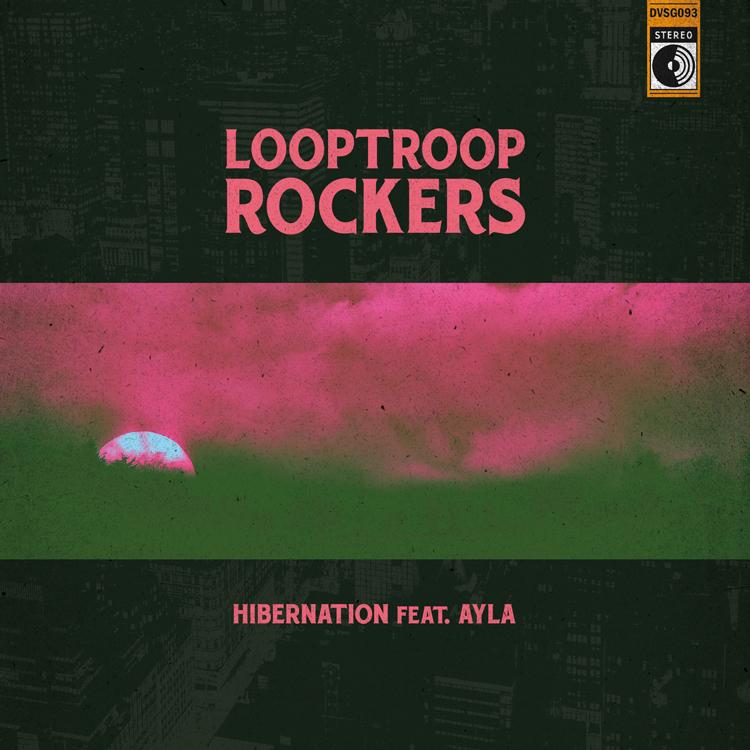 DVSG093
STEREO
LOOPTROOP
ROCKERS
HIBERNATION FEAT. AYLA